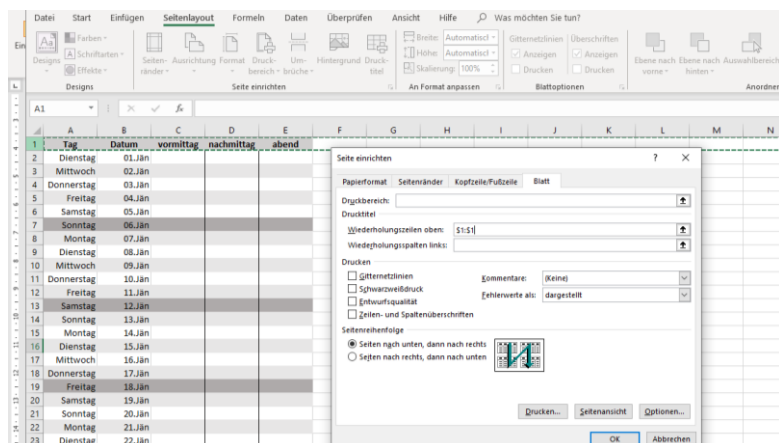 Datei Start Einfügen Seitenlayout Formeln Daten Überprüfen Ansicht Hilfe Was möchten Sie tun?
Ein
Aa Designs
Farben
Schriftarten
Effekte
Designs
Seiten-ränder Ausrichtung Format Druck-bereich Um-brüche Hintergrund Druck-titel
Seite einrichten
Breite: Automatiscl
Höhe: Automatiscl
Skalierung: 100%
An Format anpassen
Gitternetzlinien Überschriften
Anzeigen Anzeigen
Drucken Drucken
Blattoptionen
Ebene nach vorne Ebene nach hinten Auswahlbereich
Anordnen
A1 fx
A B C D E F G H I J K L M N
1 Tag Datum vormittag nachmittag abend
2 Dienstag 01.Jän
3 Mittwoch 02.Jän
4 Donnerstag 03.Jän
5 Freitag 04.Jän
6 Samstag 05.Jän
7 Sonntag 06.Jän
8 Montag 07.Jän
9 Dienstag 08.Jän
10 Mittwoch 09.Jän
11 Donnerstag 10.Jän
12 Freitag 11.Jän
13 Samstag 12.Jän
14 Sonntag 13.Jän
15 Montag 14.Jän
16 Dienstag 15.Jän
17 Mittwoch 16.Jän
18 Donnerstag 17.Jän
19 Freitag 18.Jän
20 Samstag 19.Jän
21 Sonntag 20.Jän
22 Montag 21.Jän
23 Dienstag 22.Jän
Seite einrichten ? ×
Papierformat Seitenränder Kopfzeile/Fußzeile Blatt
Druckbereich:
Drucktitel
Wiederholungszeilen oben: $1:$1
Wiederholungsspalten links:
Drucken
Gitternetzlinien Kommentare: (Keine)
Schwarzweißdruck
Fehlerwerte als: dargestellt
Entwurfsqualität
Zeilen- und Spaltenüberschriften
Seitenreihenfolge
Seiten nach unten, dann nach rechts
Seiten nach rechts, dann nach unten
Drucken... Seitenansicht Optionen...
OK Abbrechen